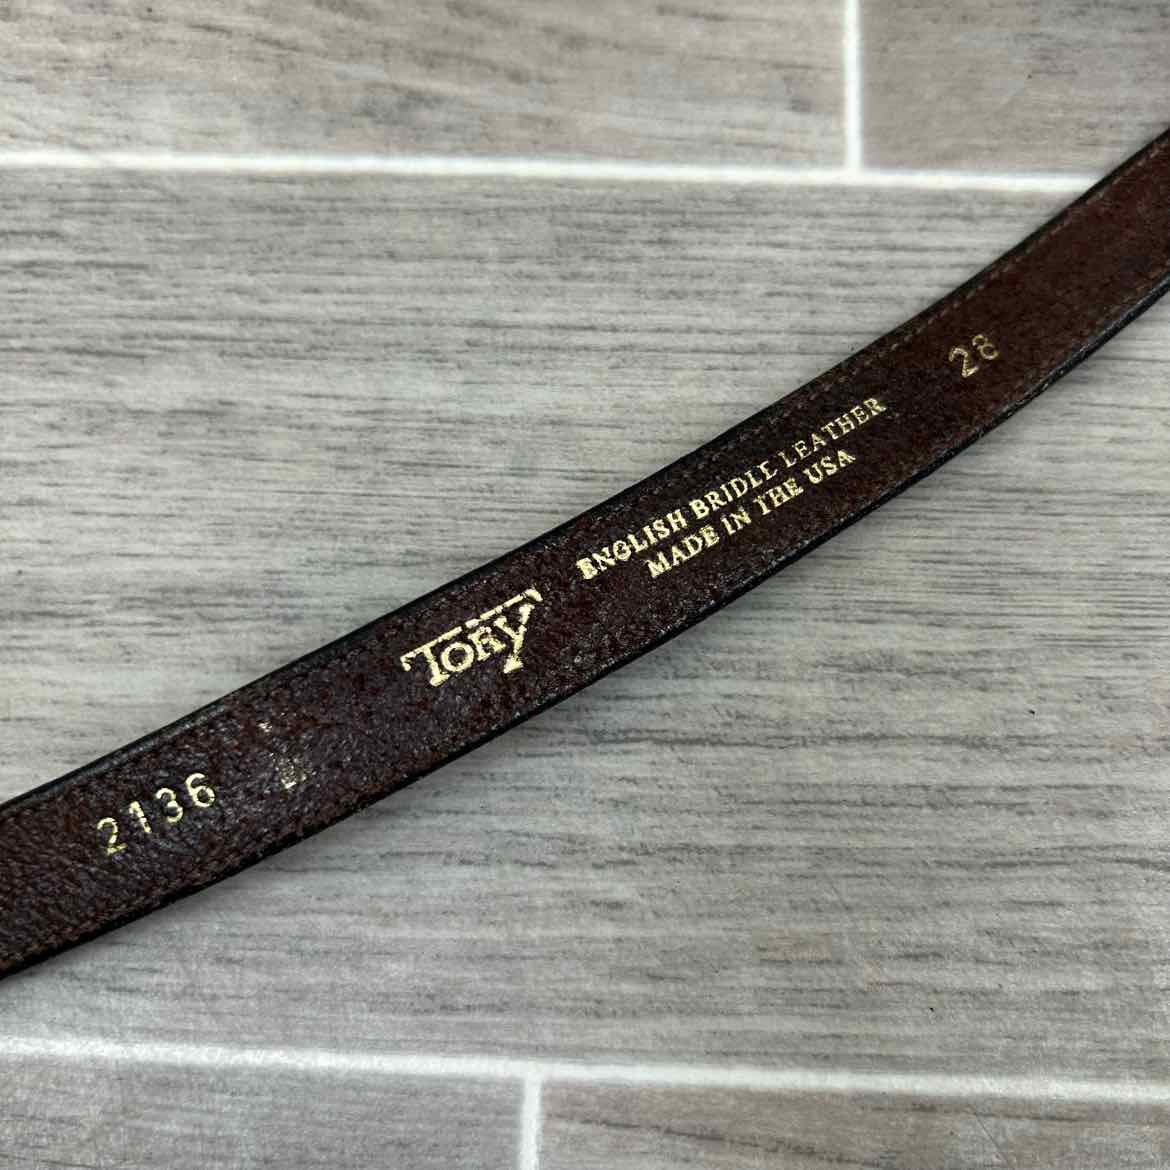 2136
TORY
ENGLISH BRIDLE LEATHER
MADE IN THE USA
28